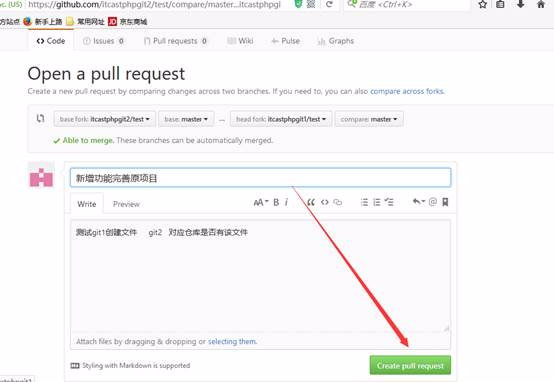 . (US)
https://github.com/itcastphpgit2/test/compare/master...itcastphpgi
百度 <Ctrl+K>
方站点 新手上路 常用网址 JD 京东商城
Code Issues 0 Pull requests 0 Wiki Pulse Graphs
Open a pull request
Create a new pull request by comparing changes across two branches. If you need to, you can also compare across forks.
base fork: itcastphpgit2/test base: master ... head fork: itcastphpgit1/test compare: master
Able to merge. These branches can be automatically merged.
新增功能完善原项目
Write Preview AA B i
测试git1创建文件 git2 对应仓库是否有该文件
Attach files by dragging & dropping or selecting them.
Styling with Markdown is supported
Create pull request